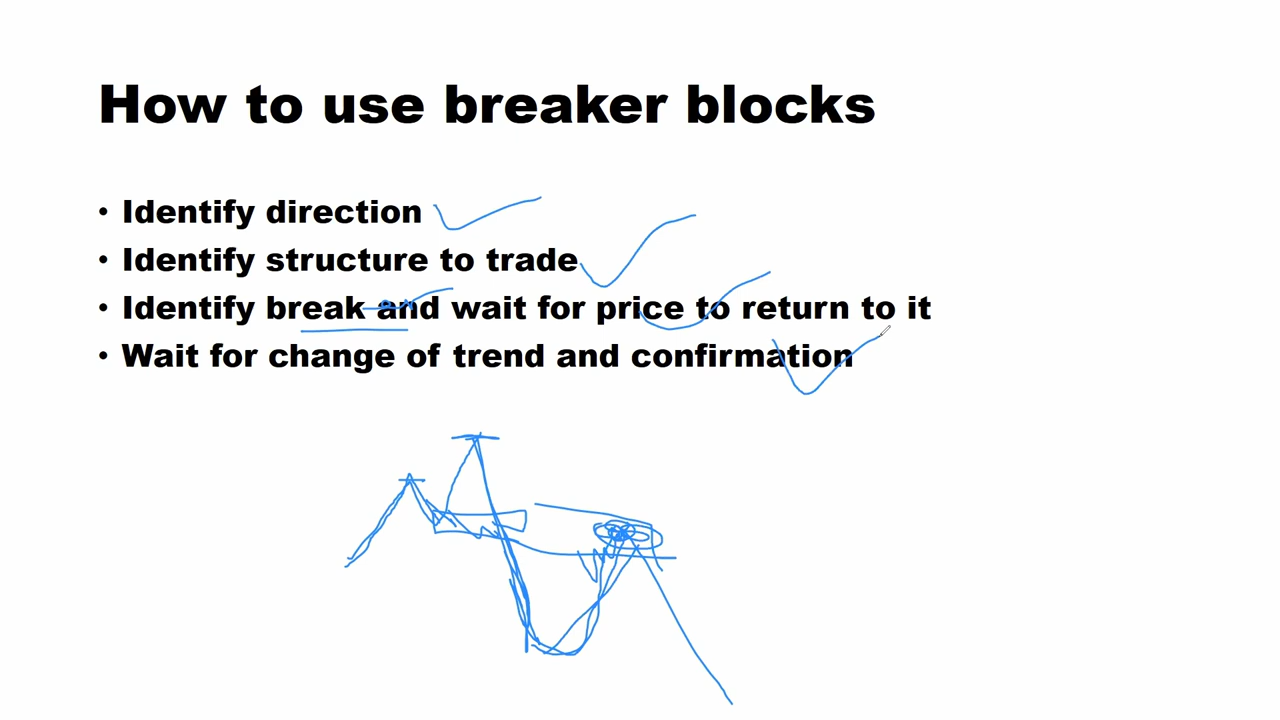 How to use breaker blocks
• Identify direction
• Identify structure to trade
• Identify break and wait for price to return to it
• Wait for change of trend and confirmation